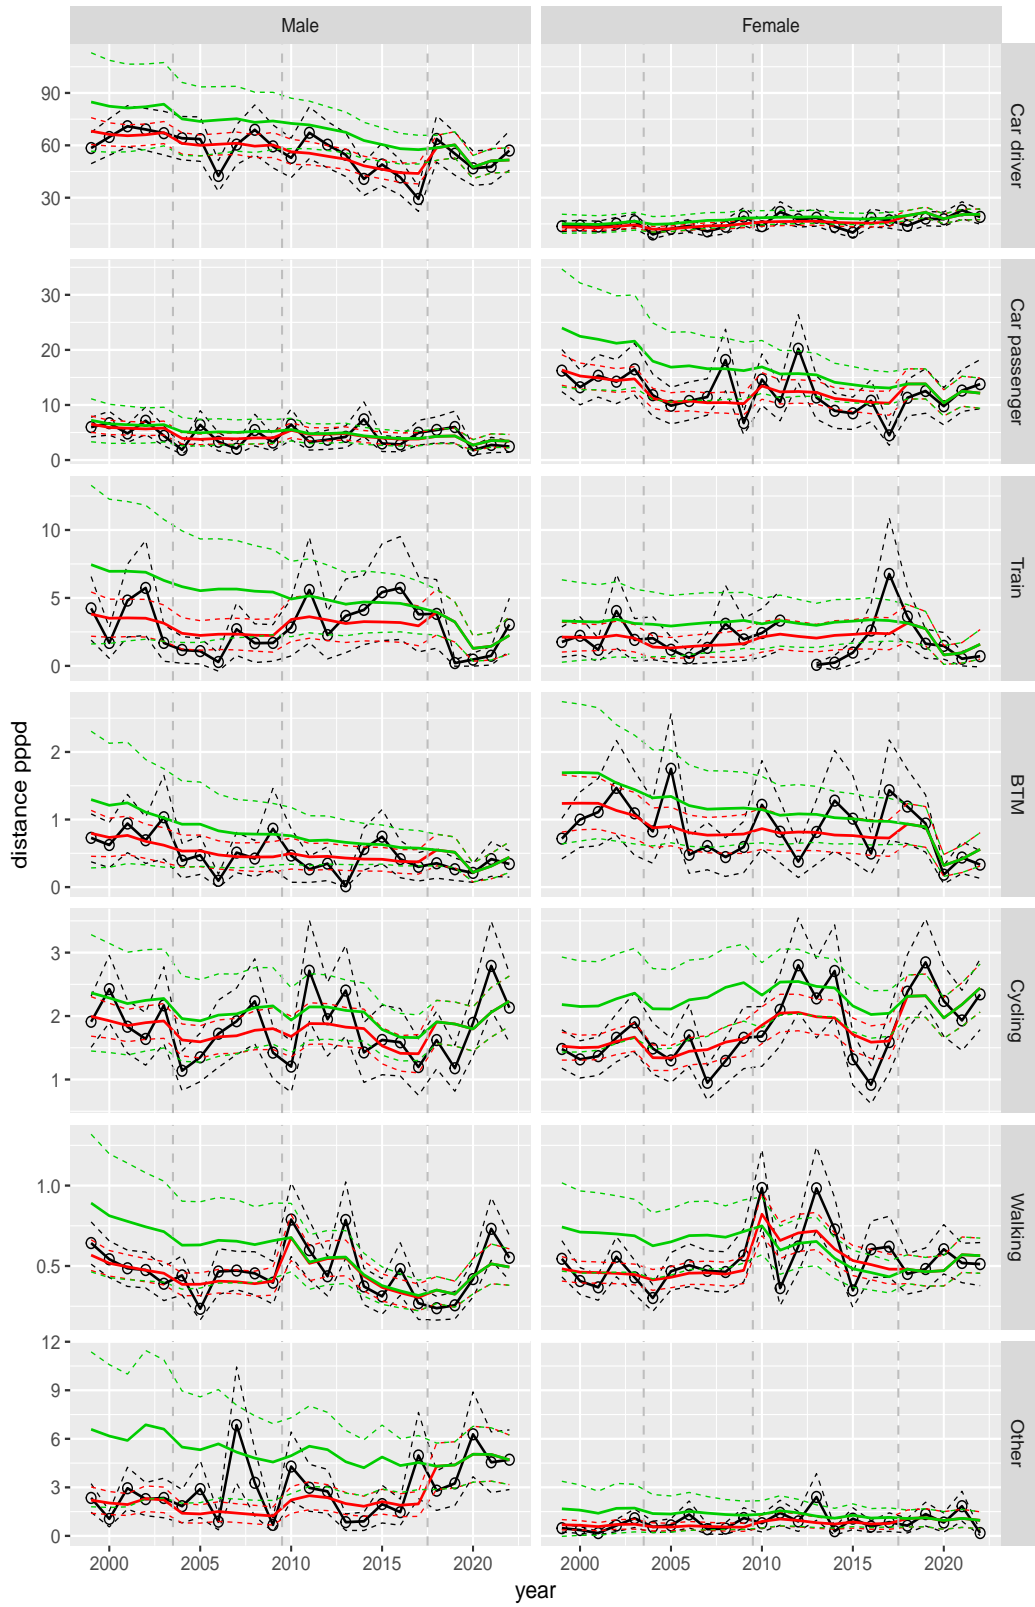 Male Female
90
60
30
Car driver
30
20
10
0
Car passenger
10
5
0
Train
2
1
0
BTM
3
2
1
Cycling
1.0
0.5
Walking
12
9
6
3
0
Other
distance pppd
2000 2005 2010 2015 2020 2000 2005 2010 2015 2020
year